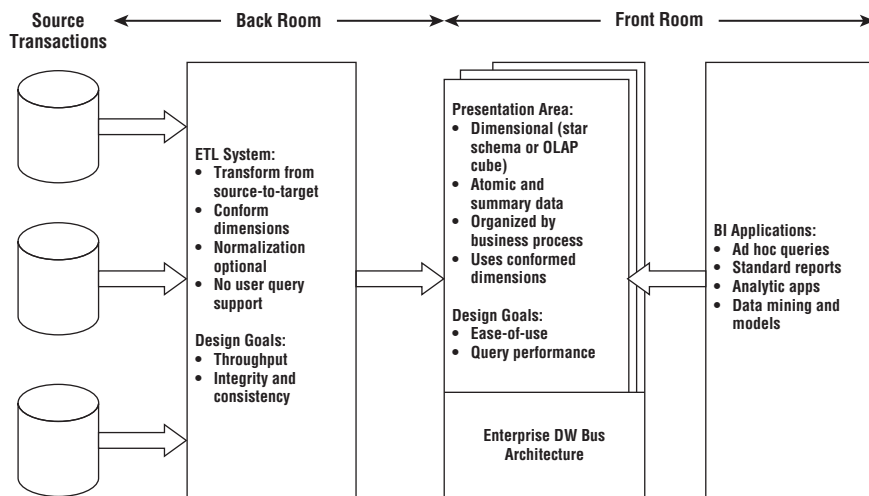 Source
Transactions
Back Room
Front Room
ETL System:
• Transform from
source-to-target
• Conform
dimensions
• Normalization
optional
• No user query
support
Design Goals:
• Throughput
• Integrity and
consistency
Presentation Area:
• Dimensional (star
schema or OLAP
cube)
• Atomic and
summary data
• Organized by
business process
• Uses conformed
dimensions
Design Goals:
• Ease-of-use
• Query performance
Enterprise DW Bus
Architecture
BI Applications:
• Ad hoc queries
• Standard reports
• Analytic apps
• Data mining and
models